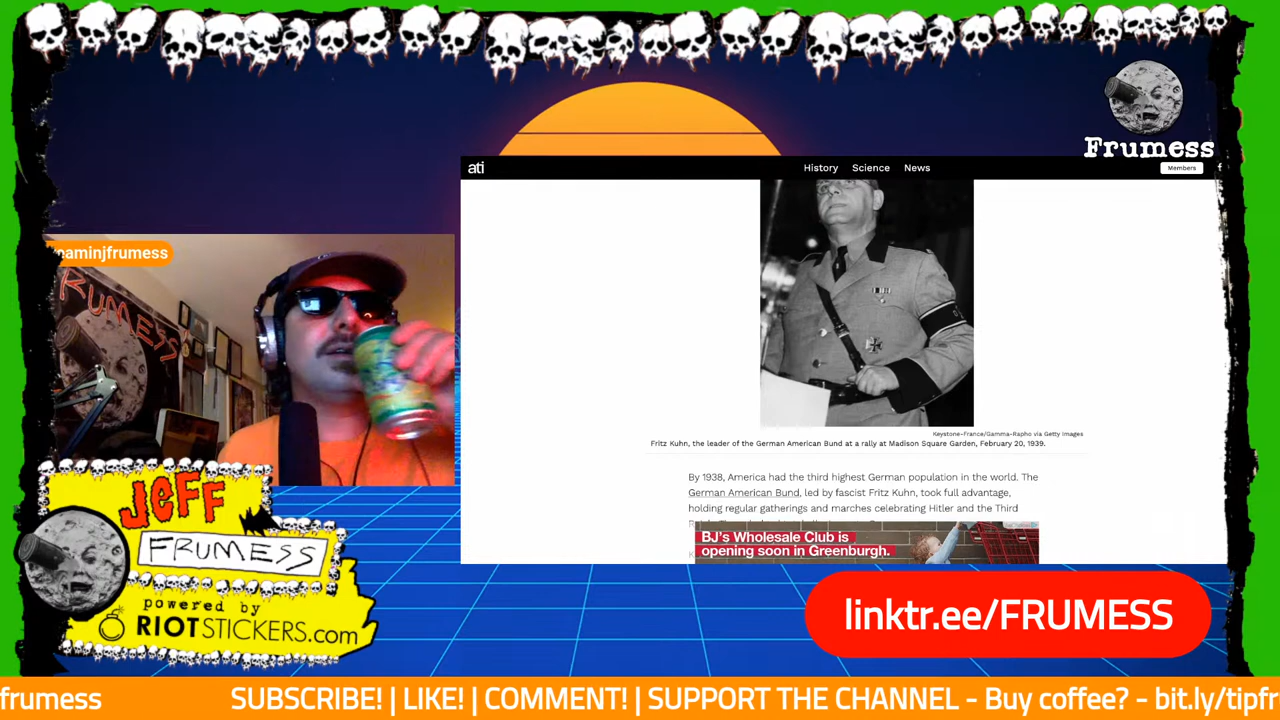 Frumess
ati
History Science News
Members
f
aminjfrumess
FRUMESS
Keystone-France/Gamma-Rapho via Getty Images
Fritz Kuhn, the leader of the German American Bund at a rally at Madison Square Garden, February 20, 1939.
By 1938, America had the third highest German population in the world. The
German American Bund, led by fascist Fritz Kuhn, took full advantage,
holding regular gatherings and marches celebrating Hitler and the Third
BJ's Wholesale Club is
opening soon in Greenburgh.
JEFF
FRUMESS
powered by
RIOTSTICKERS.com
linktr.ee/FRUMESS
frumess SUBSCRIBE! | LIKE! | COMMENT! | SUPPORT THE CHANNEL - Buy coffee? - bit.ly/tipfr